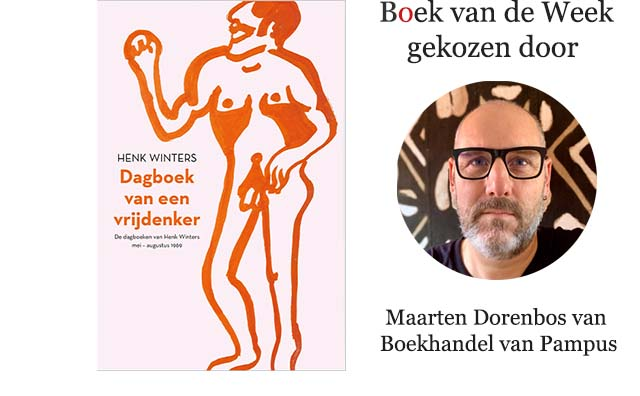 HENK WINTERS
Dagboek
van een
vrijdenker
De dagboeken van Henk Winters
mei – augustus 1969
Boek van de Week
gekozen door
Maarten Dorenbos van
Boekhandel van Pampus